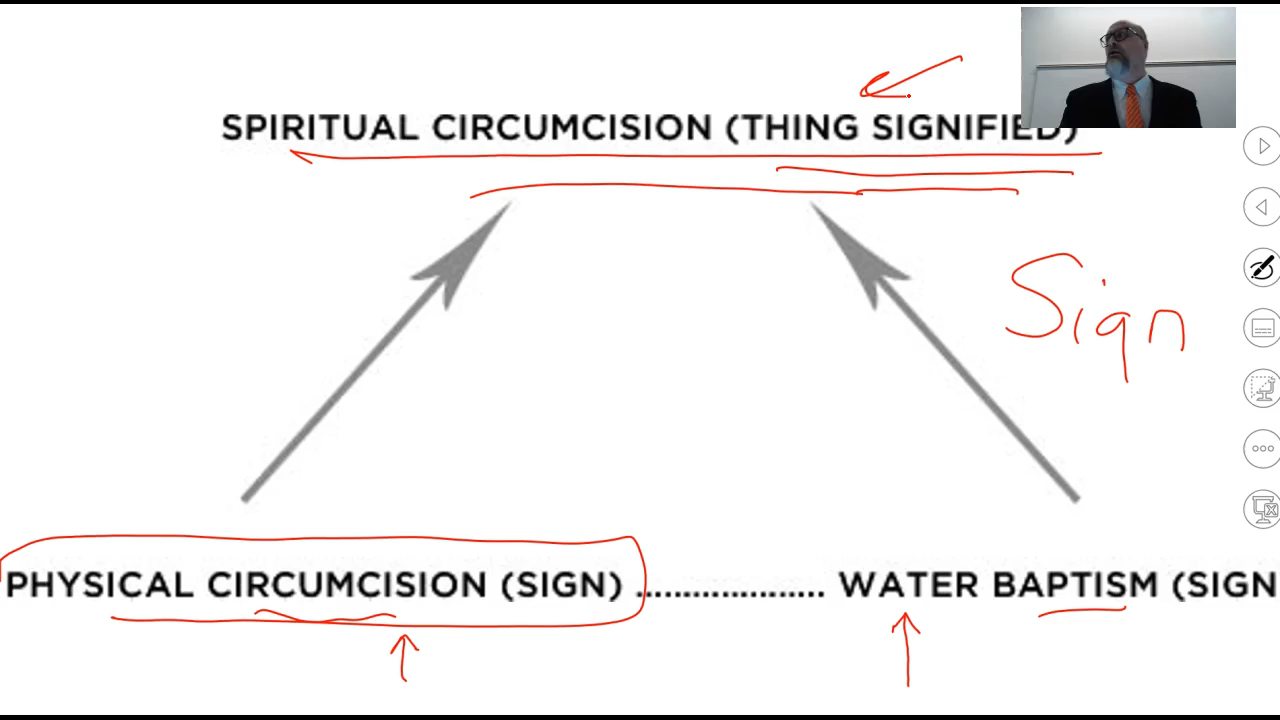 SPIRITUAL CIRCUMCISION (THING SIGNIFIED)
Sign
PHYSICAL CIRCUMCISION (SIGN) .................... WATER BAPTISM (SIGN